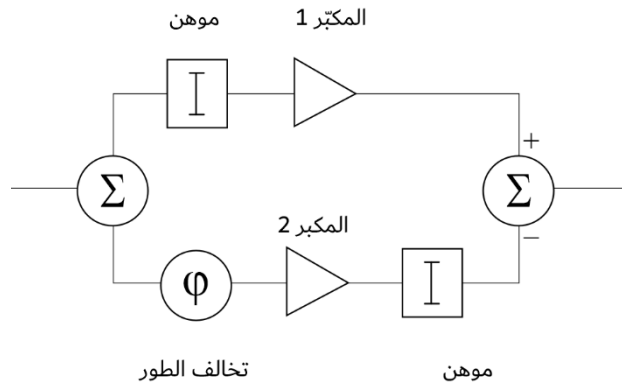 موهن
المكبّر 1
Σ
+
Σ
−
المكبر 2
φ
تخالف الطور
موهن